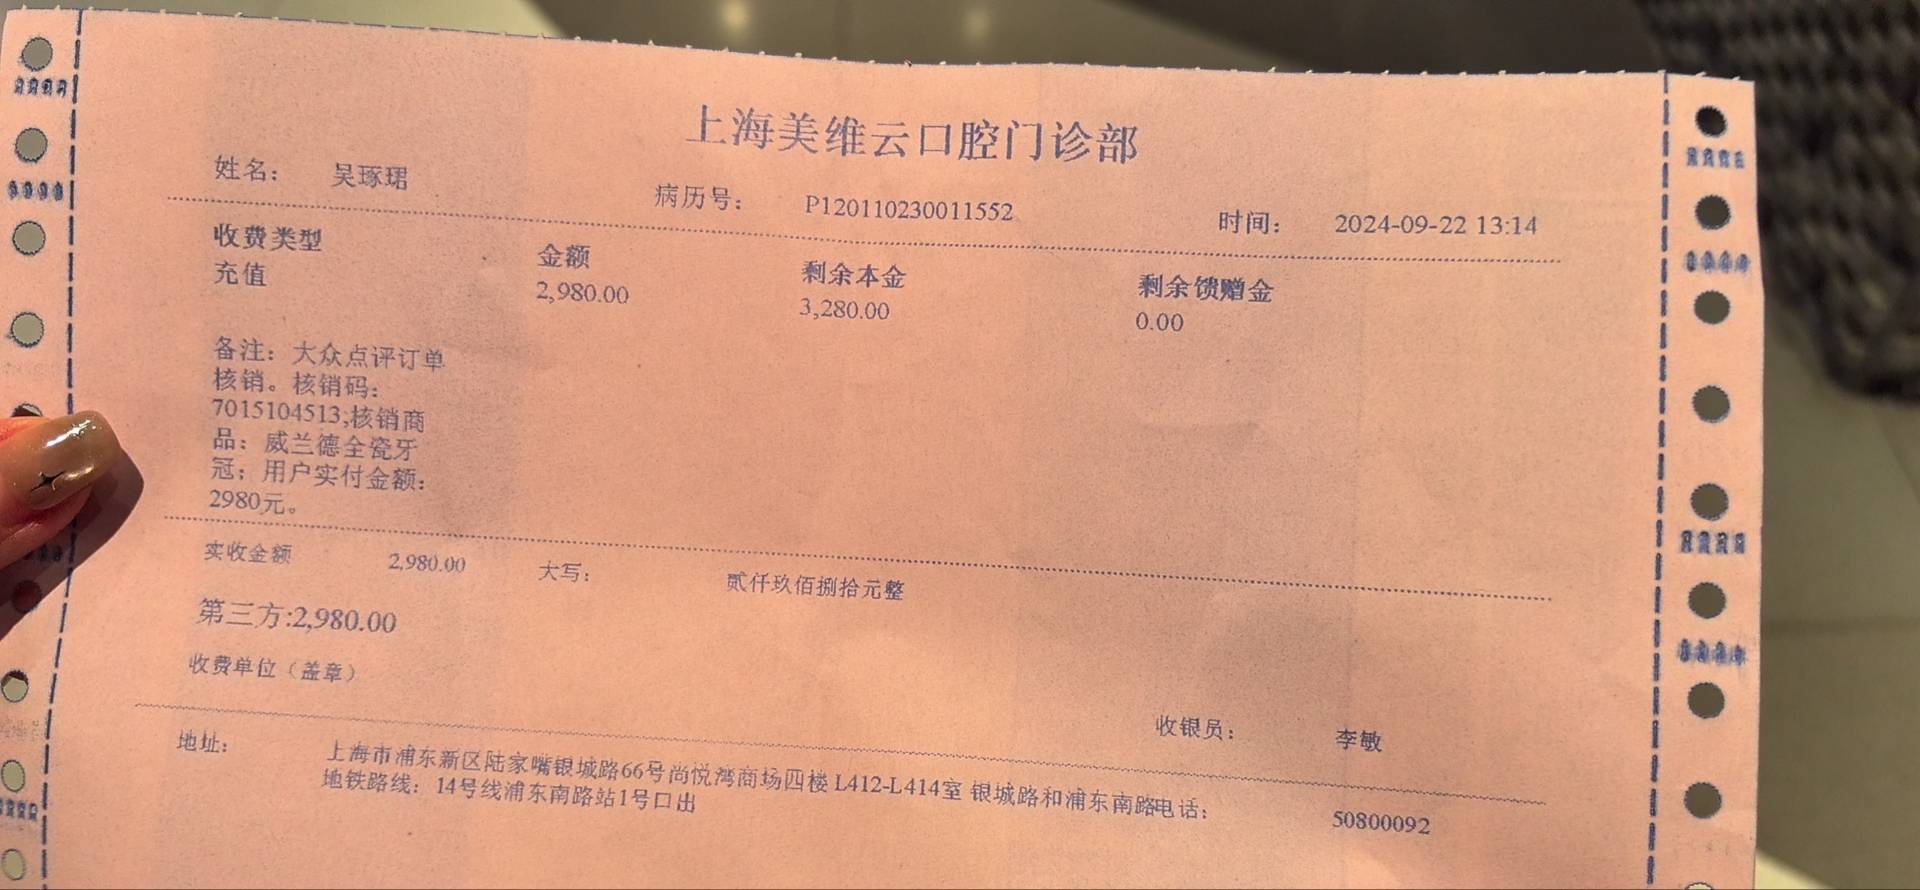 上海美维云口腔门诊部
姓名： 吴琢珺 病历号： P120110230011552 时间： 2024-09-22 13:14
收费类型 金额 剩余本金 剩余馈赠金
充值 2,980.00 3,280.00 0.00
备注：大众点评订单
核销。核销码：
7015104513;核销商
品：威兰德全瓷牙
冠；用户实付金额：
2980元。
实收金额 2,980.00 大写： 贰仟玖佰捌拾元整
第三方:2,980.00
收费单位（盖章）
收银员： 李敏
地址： 上海市浦东新区陆家嘴银城路66号尚悦湾商场四楼 L412-L414室 银城路和浦东南路电话： 50800092
地铁路线：14号线浦东南路站1号口出